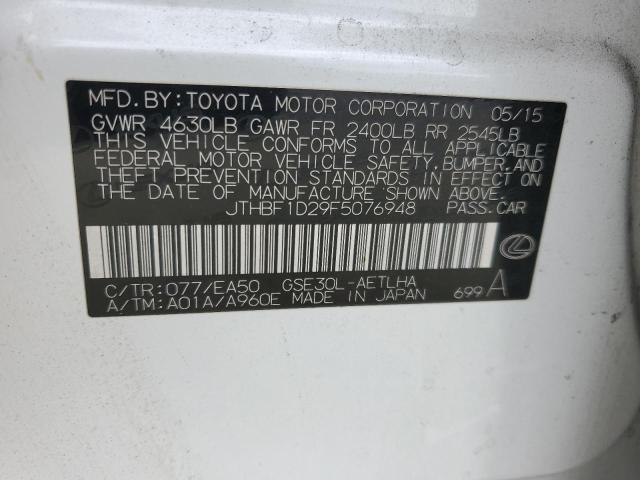 MFD. BY: TOYOTA MOTOR CORPORATION 05/15
GVWR 4630LB GAWR FR 2400LB RR 2545LB
THIS VEHICLE CONFORMS TO ALL APPLICABLE
FEDERAL MOTOR VEHICLE SAFETY, BUMPER, AND
THEFT PREVENTION STANDARDS IN EFFECT ON
THE DATE OF MANUFACTURE SHOWN ABOVE.
JTHBF1D29F5076948 PASS. CAR
C/TR: 077/EA50 GSE30L-AETLHA
A/TM: A01A/A960E MADE IN JAPAN 699 A